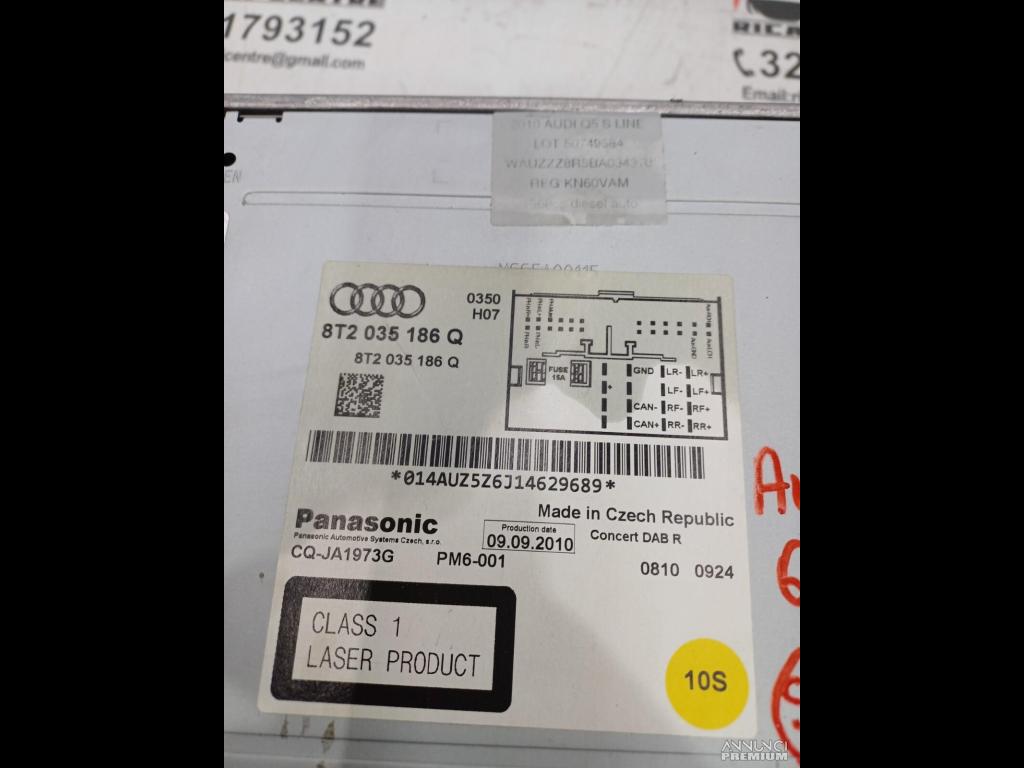 1793152
centre@gmail.com
RICA
32
Email:
EN
2010 AUDI Q5 S LINE
LOT 50749584
REG KN60VAM
diesel auto
0350
H07
8T2 035 186 Q
8T2 035 186 Q
FUSE
15A
+
GND LR- LR+
LF- LF+
CAN- RF- RF+
CAN+ RR- RR+
*014AUZ5Z6J14629689*
Made in Czech Republic
Panasonic
Panasonic Automotive Systems Czech, s.r.o.
Production date
09.09.2010
Concert DAB R
CQ-JA1973G
PM6-001
0810 0924
CLASS 1
LASER PRODUCT
10S
ANNUNCI
PREMIUM